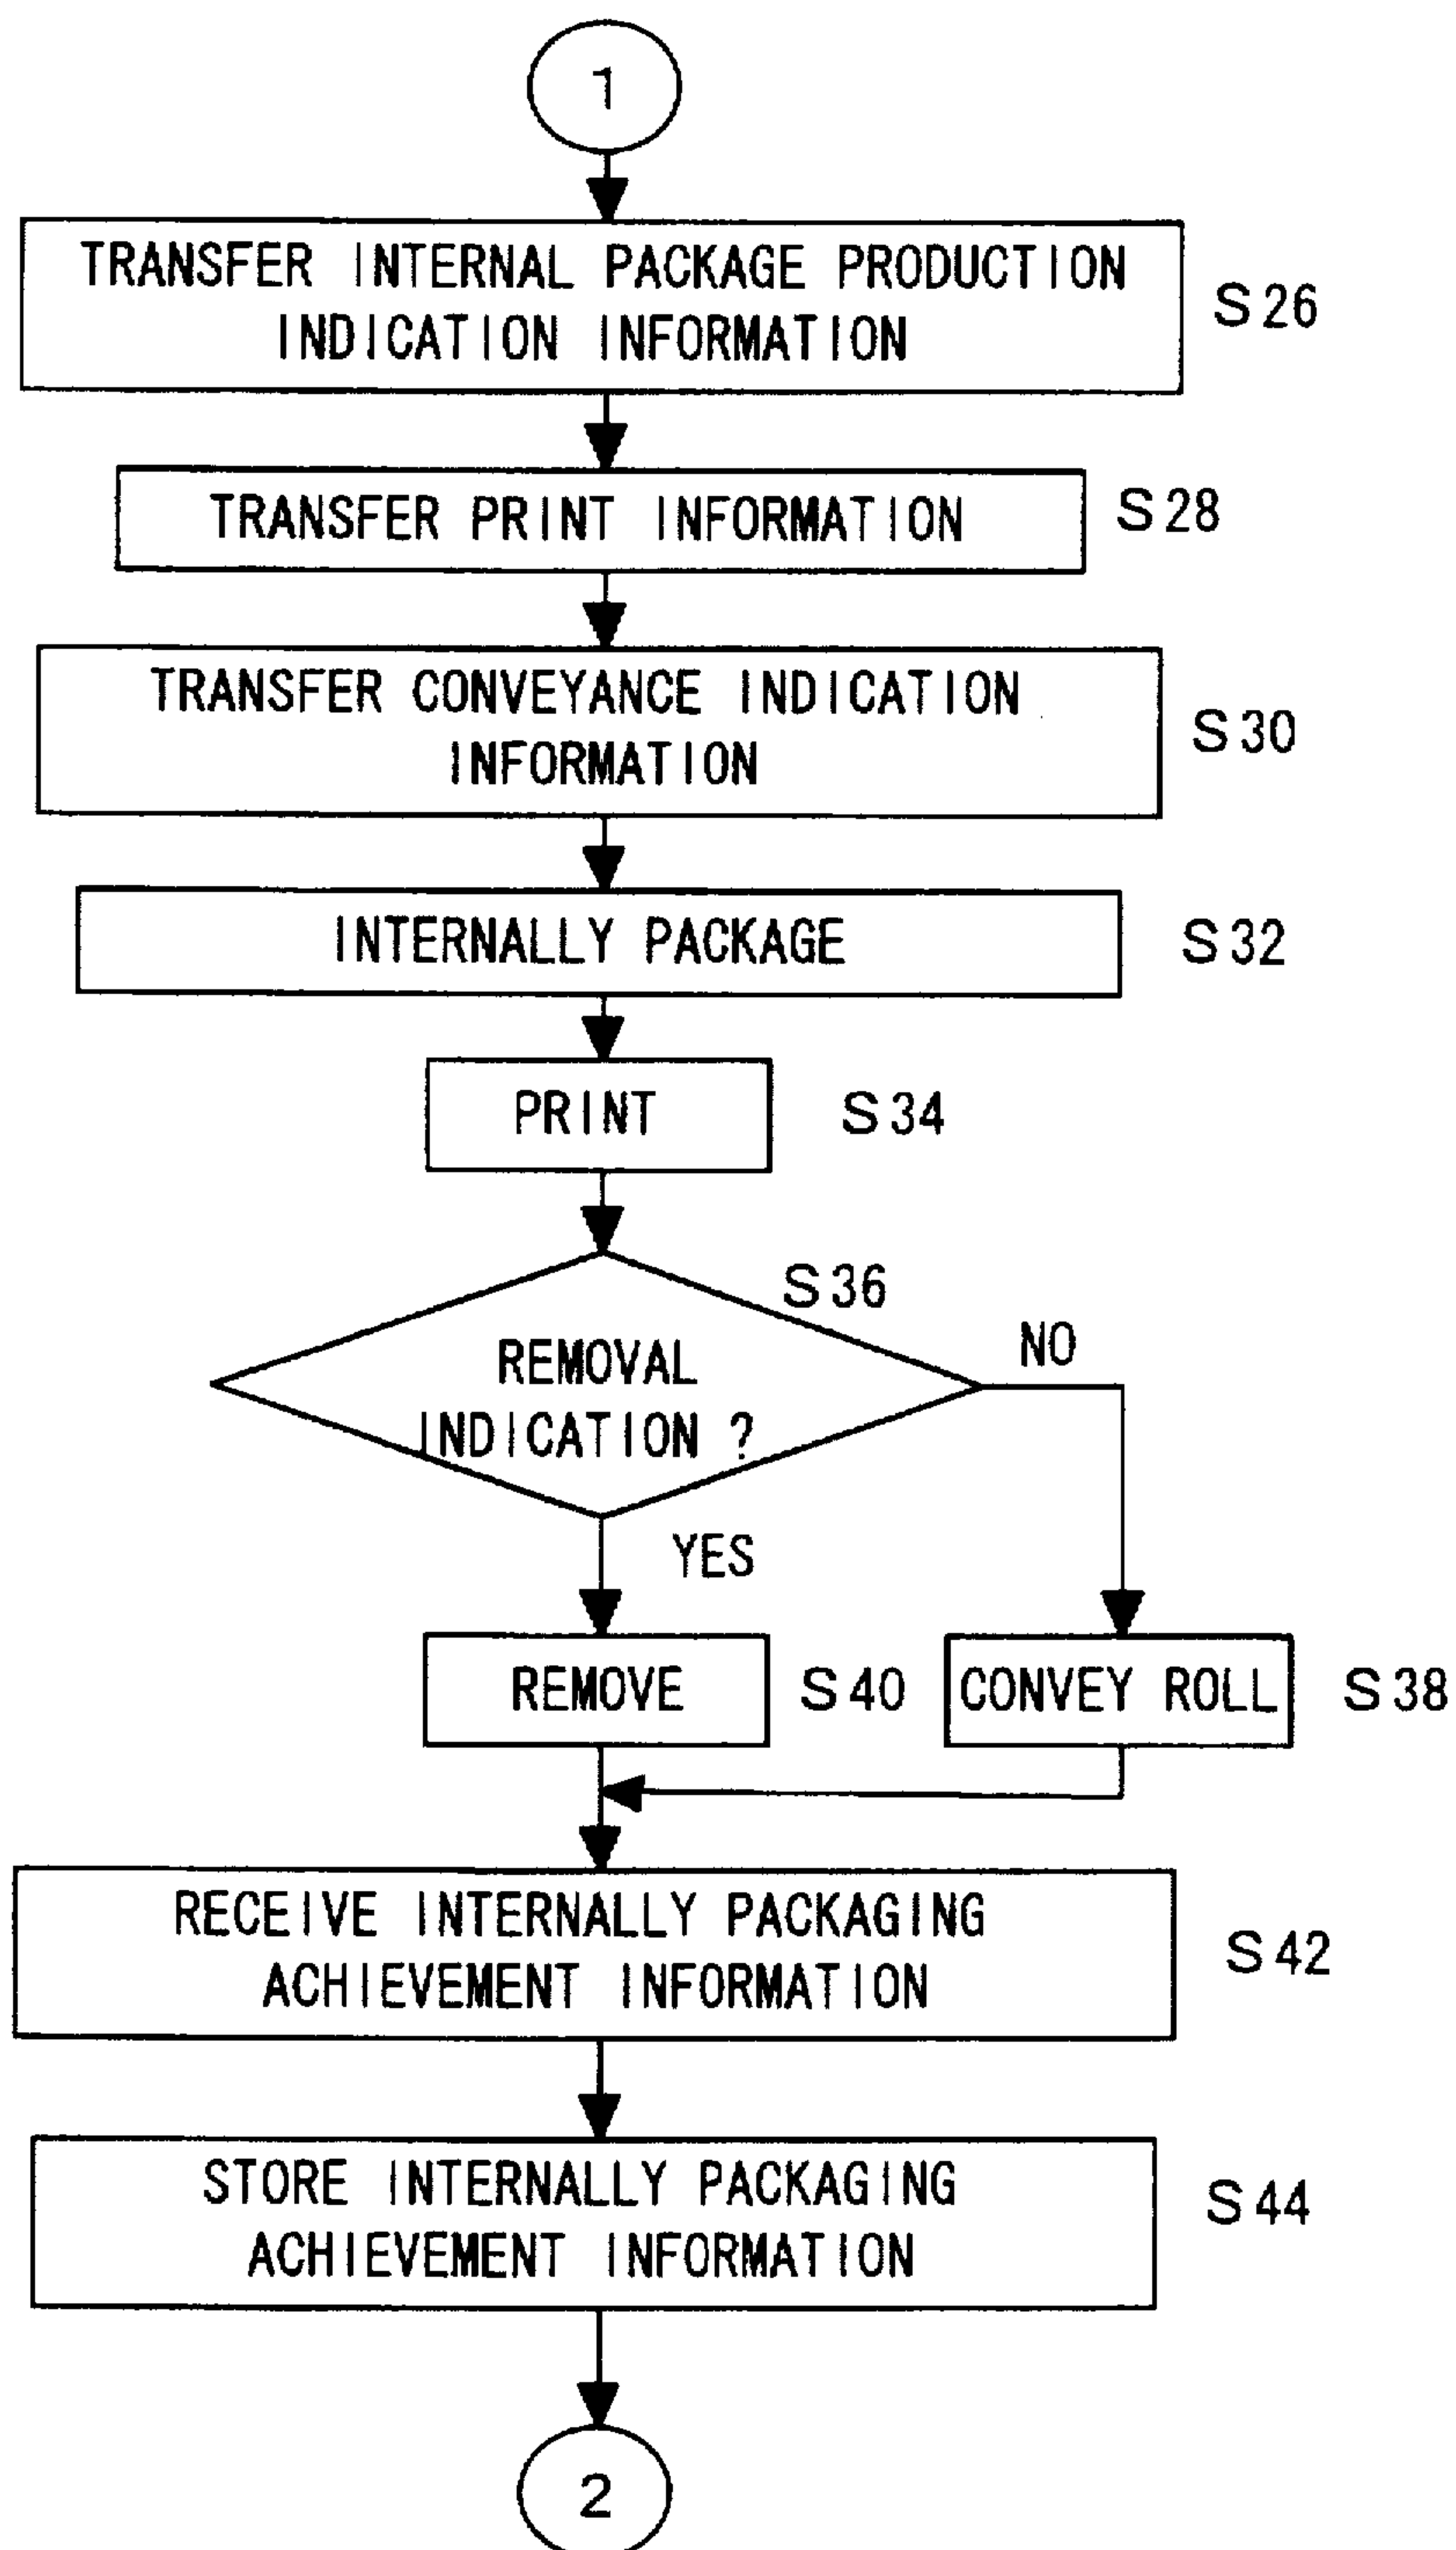 1
TRANSFER INTERNAL PACKAGE PRODUCTION
INDICATION INFORMATION
S26
TRANSFER PRINT INFORMATION
S28
TRANSFER CONVEYANCE INDICATION
INFORMATION
S30
INTERNALLY PACKAGE
S32
PRINT
S34
S36
REMOVAL
INDICATION ?
NO
YES
REMOVE
S40
CONVEY ROLL
S38
RECEIVE INTERNALLY PACKAGING
ACHIEVEMENT INFORMATION
S42
STORE INTERNALLY PACKAGING
ACHIEVEMENT INFORMATION
S44
2